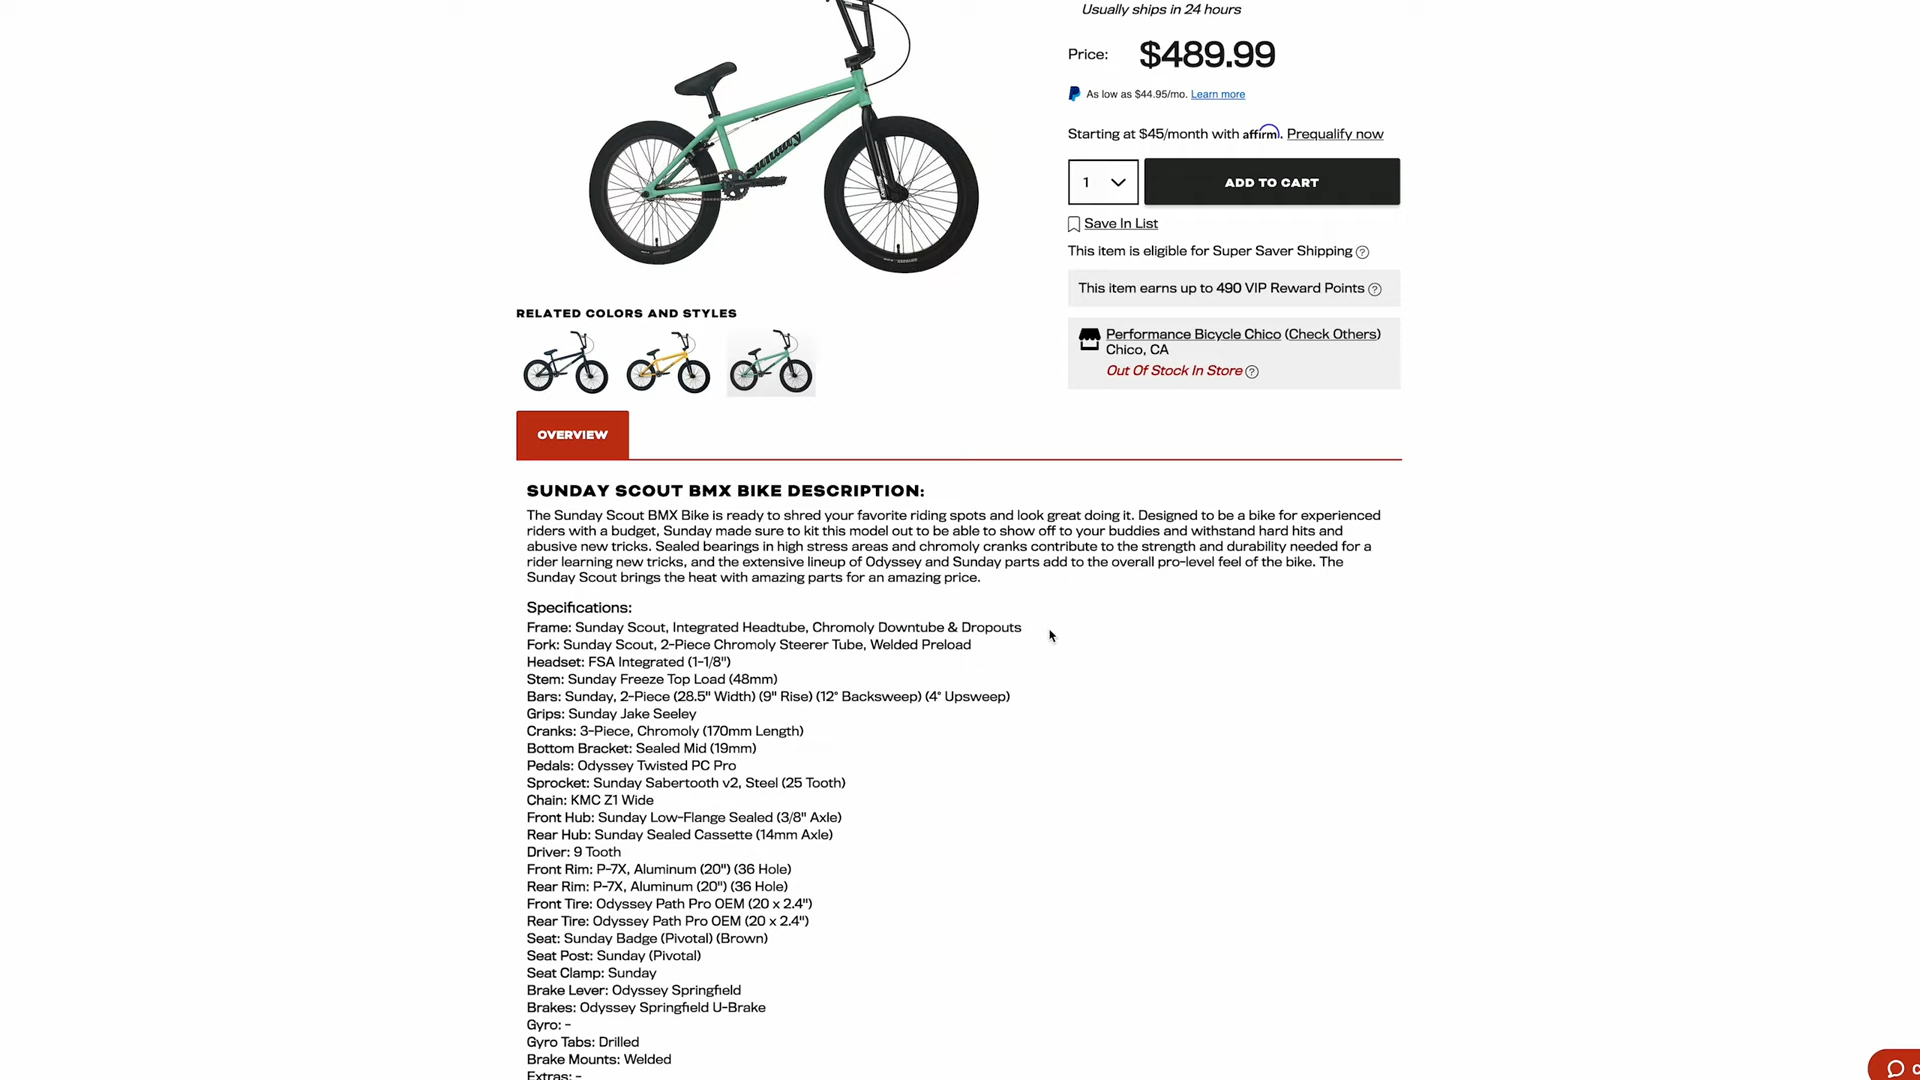 Usually ships in 24 hours
Price: $489.99
As low as $44.95/mo. Learn more
Starting at $45/month with affirm. Prequalify now
1
ADD TO CART
Save In List
This item is eligible for Super Saver Shipping ?
This item earns up to 490 VIP Reward Points ?
Performance Bicycle Chico (Check Others)
Chico, CA
Out Of Stock In Store ?
sunday
RELATED COLORS AND STYLES
OVERVIEW
SUNDAY SCOUT BMX BIKE DESCRIPTION:
The Sunday Scout BMX Bike is ready to shred your favorite riding spots and look great doing it. Designed to be a bike for experienced
riders with a budget, Sunday made sure to kit this model out to be able to show off to your buddies and withstand hard hits and
abusive new tricks. Sealed bearings in high stress areas and chromoly cranks contribute to the strength and durability needed for a
rider learning new tricks, and the extensive lineup of Odyssey and Sunday parts add to the overall pro-level feel of the bike. The
Sunday Scout brings the heat with amazing parts for an amazing price.
Specifications:
Frame: Sunday Scout, Integrated Headtube, Chromoly Downtube & Dropouts
Fork: Sunday Scout, 2-Piece Chromoly Steerer Tube, Welded Preload
Headset: FSA Integrated (1-1/8")
Stem: Sunday Freeze Top Load (48mm)
Bars: Sunday, 2-Piece (28.5" Width) (9" Rise) (12° Backsweep) (4° Upsweep)
Grips: Sunday Jake Seeley
Cranks: 3-Piece, Chromoly (170mm Length)
Bottom Bracket: Sealed Mid (19mm)
Pedals: Odyssey Twisted PC Pro
Sprocket: Sunday Sabertooth v2, Steel (25 Tooth)
Chain: KMC Z1 Wide
Front Hub: Sunday Low-Flange Sealed (3/8" Axle)
Rear Hub: Sunday Sealed Cassette (14mm Axle)
Driver: 9 Tooth
Front Rim: P-7X, Aluminum (20") (36 Hole)
Rear Rim: P-7X, Aluminum (20") (36 Hole)
Front Tire: Odyssey Path Pro OEM (20 x 2.4")
Rear Tire: Odyssey Path Pro OEM (20 x 2.4")
Seat: Sunday Badge (Pivotal) (Brown)
Seat Post: Sunday (Pivotal)
Seat Clamp: Sunday
Brake Lever: Odyssey Springfield
Brakes: Odyssey Springfield U-Brake
Gyro: -
Gyro Tabs: Drilled
Brake Mounts: Welded
Extras: -